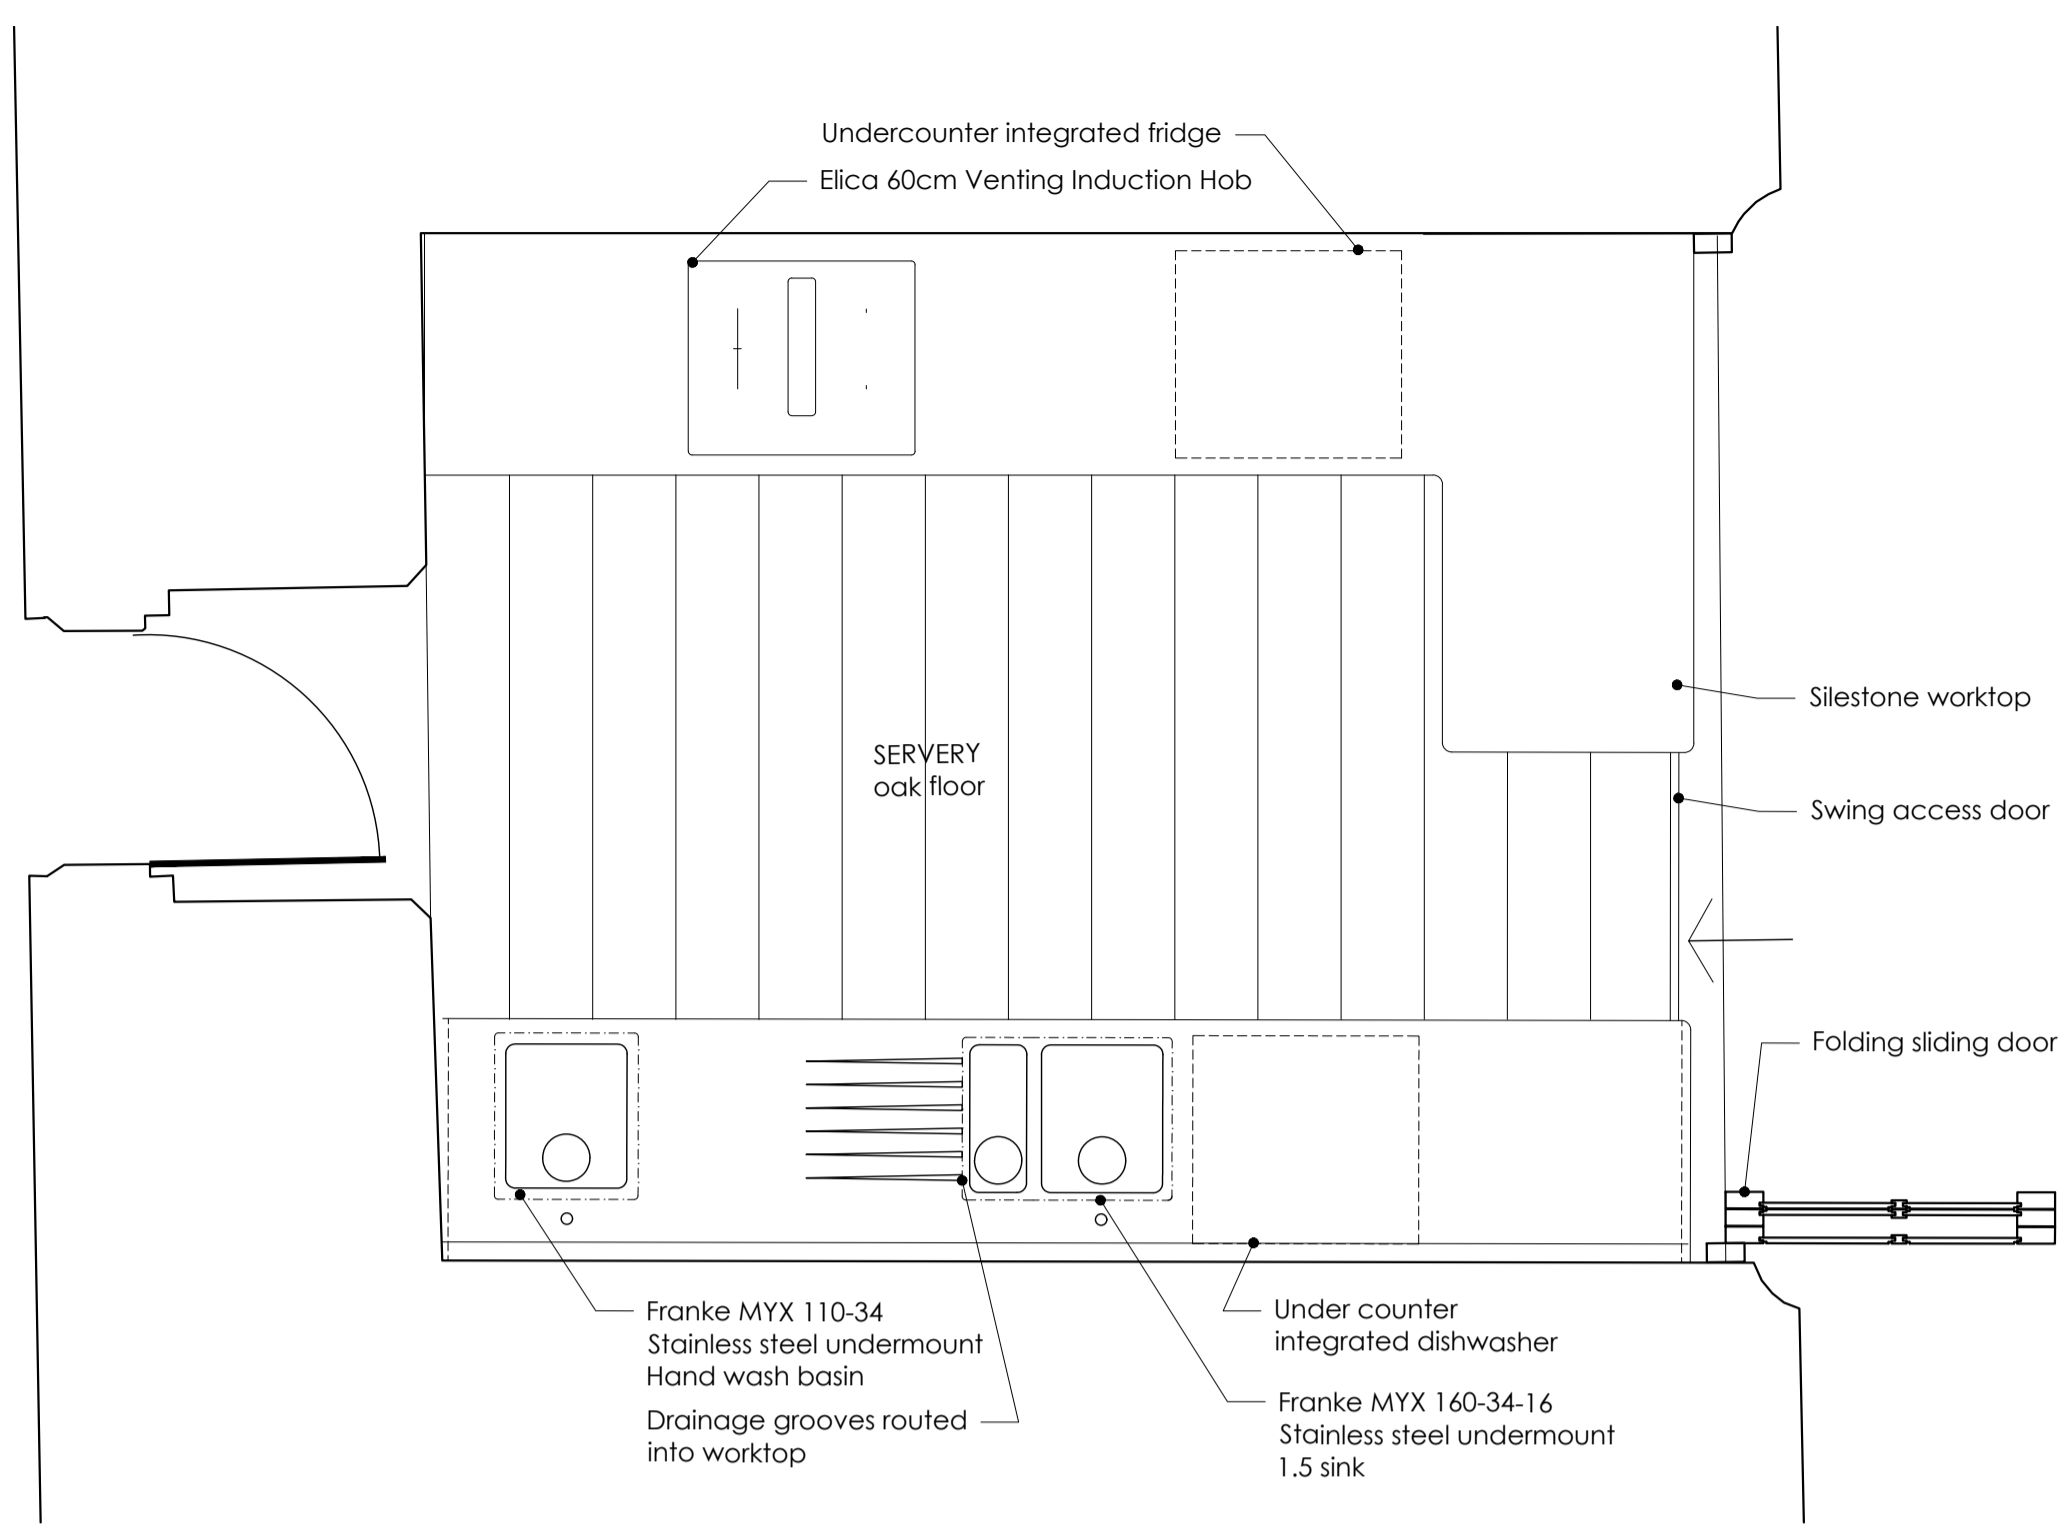 Undercounter integrated fridge
Elica 60cm Venting Induction Hob
Silestone worktop
SERVERY
oak floor
Swing access door
Folding sliding door
Franke MYX 110-34
Stainless steel undermount
Hand wash basin
Drainage grooves routed
into worktop
Under counter
integrated dishwasher
Franke MYX 160-34-16
Stainless steel undermount
1.5 sink